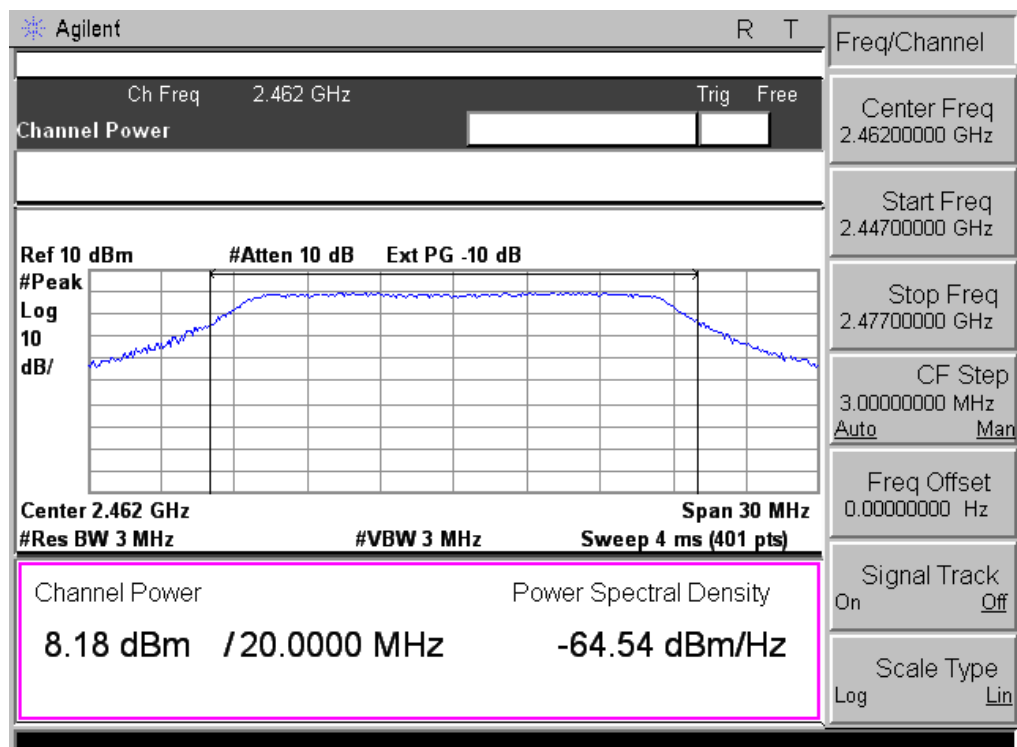 Agilent R T
Ch Freq 2.462 GHz Trig Free
Channel Power
Ref 10 dBm #Atten 10 dB Ext PG -10 dB
#Peak
Log
10
dB/
Center 2.462 GHz Span 30 MHz
#Res BW 3 MHz #VBW 3 MHz Sweep 4 ms (401 pts)
Channel Power Power Spectral Density
8.18 dBm / 20.0000 MHz -64.54 dBm/Hz
Freq/Channel
Center Freq
2.46200000 GHz
Start Freq
2.44700000 GHz
Stop Freq
2.47700000 GHz
CF Step
3.00000000 MHz
Auto Man
Freq Offset
0.00000000 Hz
Signal Track
On Off
Scale Type
Log Lin